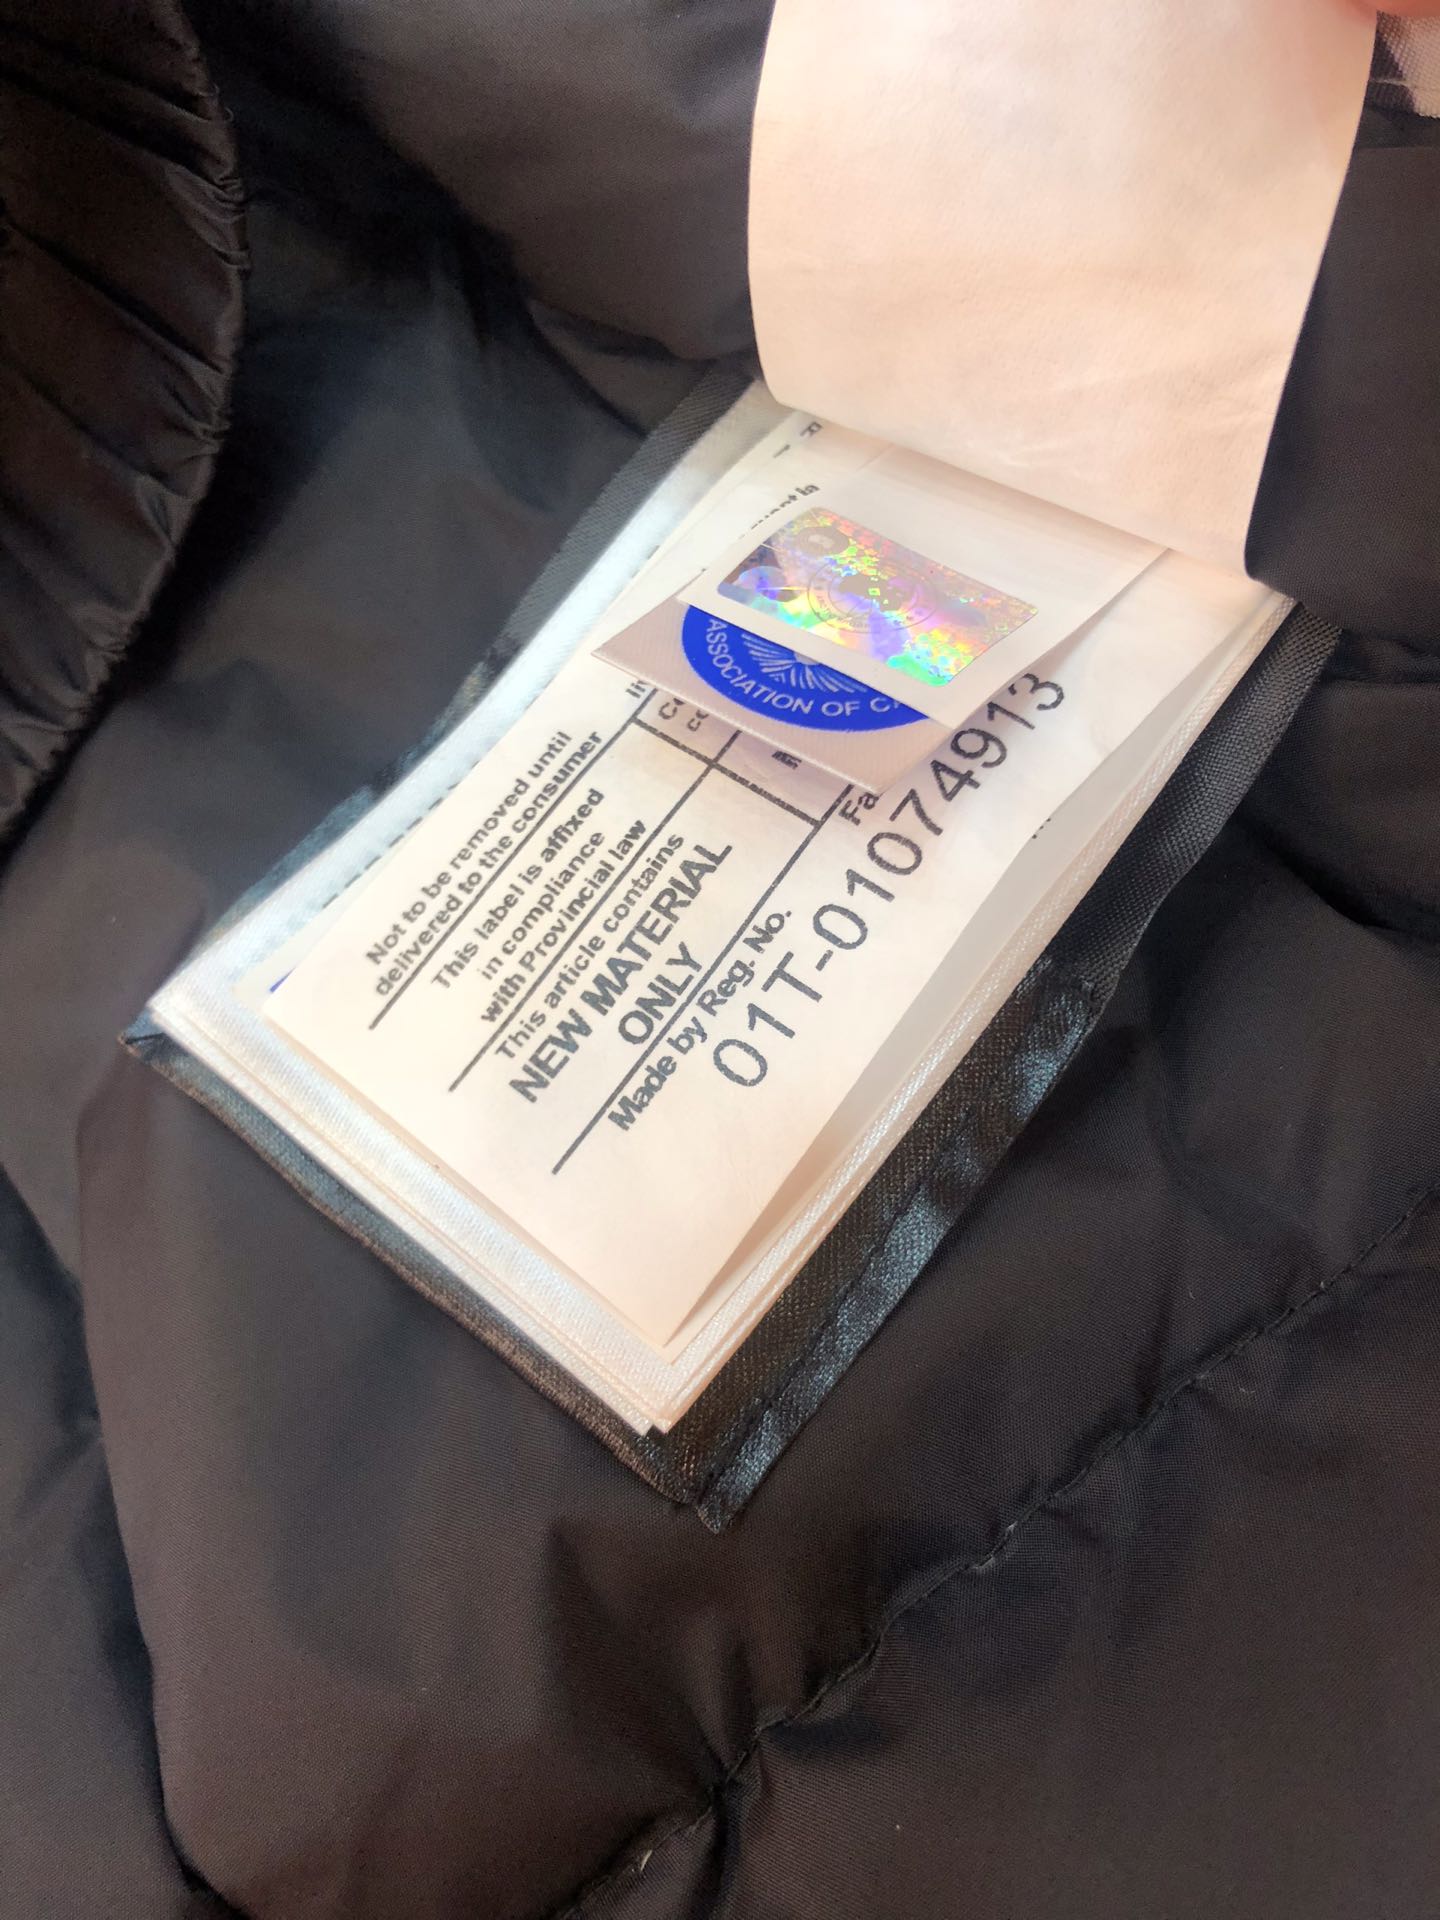 Not to be removed until
delivered to the consumer
This label is affixed
in compliance
with Provincial law
This article contains
NEW MATERIAL
ONLY
Made by Reg. No.
01T-01074913
ASSOCIATION OF